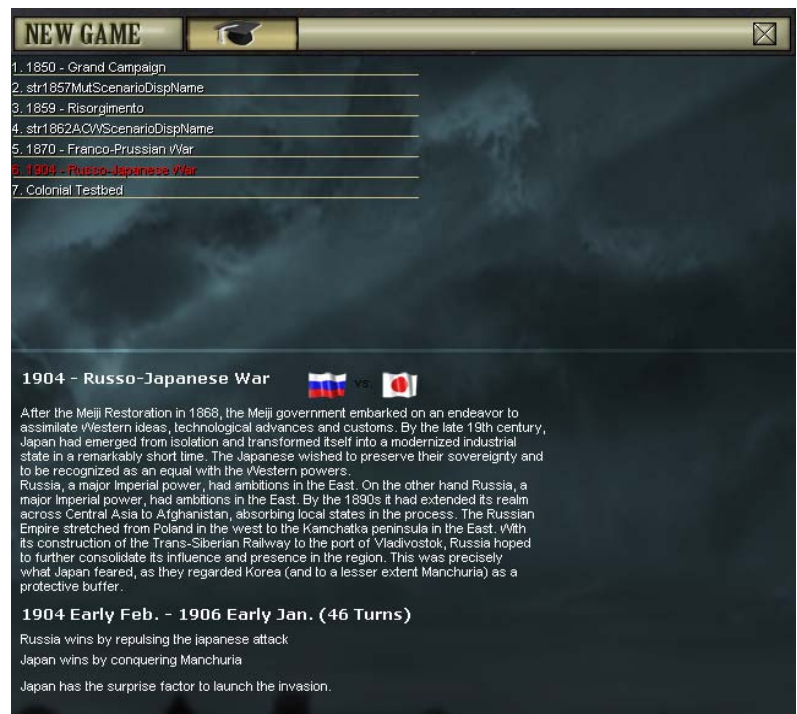 NEW GAME
1. 1850 - Grand Campaign
2. str1857MutScenarioDispName
3. 1859 - Risorgimento
4. str1862ACWScenarioDispName
5. 1870 - Franco-Prussian War
6. 1904 - Russo-Japanese War
7. Colonial Testbed
1904 - Russo-Japanese War vs.
After the Meiji Restoration in 1868, the Meiji government embarked on an endeavor to
assimilate Western ideas, technological advances and customs. By the late 19th century,
Japan had emerged from isolation and transformed itself into a modernized industrial
state in a remarkably short time. The Japanese wished to preserve their sovereignty and
to be recognized as an equal with the Western powers.
Russia, a major Imperial power, had ambitions in the East. On the other hand Russia, a
major Imperial power, had ambitions in the East. By the 1890s it had extended its realm
across Central Asia to Afghanistan, absorbing local states in the process. The Russian
Empire stretched from Poland in the west to the Kamchatka peninsula in the East. With
its construction of the Trans-Siberian Railway to the port of Vladivostok, Russia hoped
to further consolidate its influence and presence in the region. This was precisely
what Japan feared, as they regarded Korea (and to a lesser extent Manchuria) as a
protective buffer.
1904 Early Feb. - 1906 Early Jan. (46 Turns)
Russia wins by repulsing the japanese attack
Japan wins by conquering Manchuria
Japan has the surprise factor to launch the invasion.